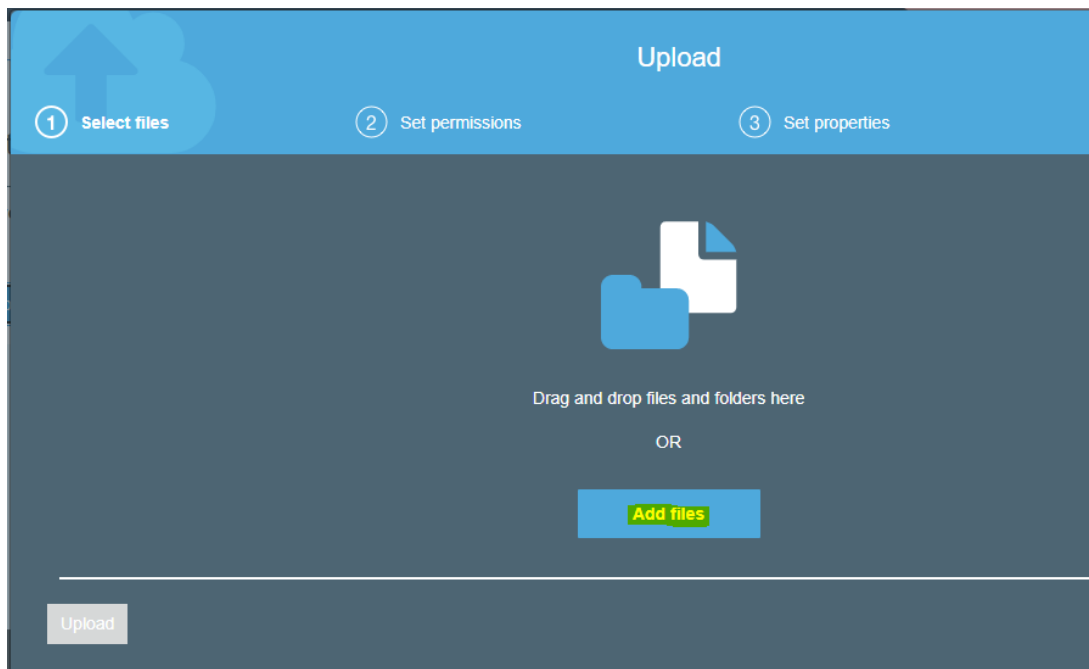 Upload
1 Select files
2 Set permissions
3 Set properties
Drag and drop files and folders here
OR
Add files
Upload